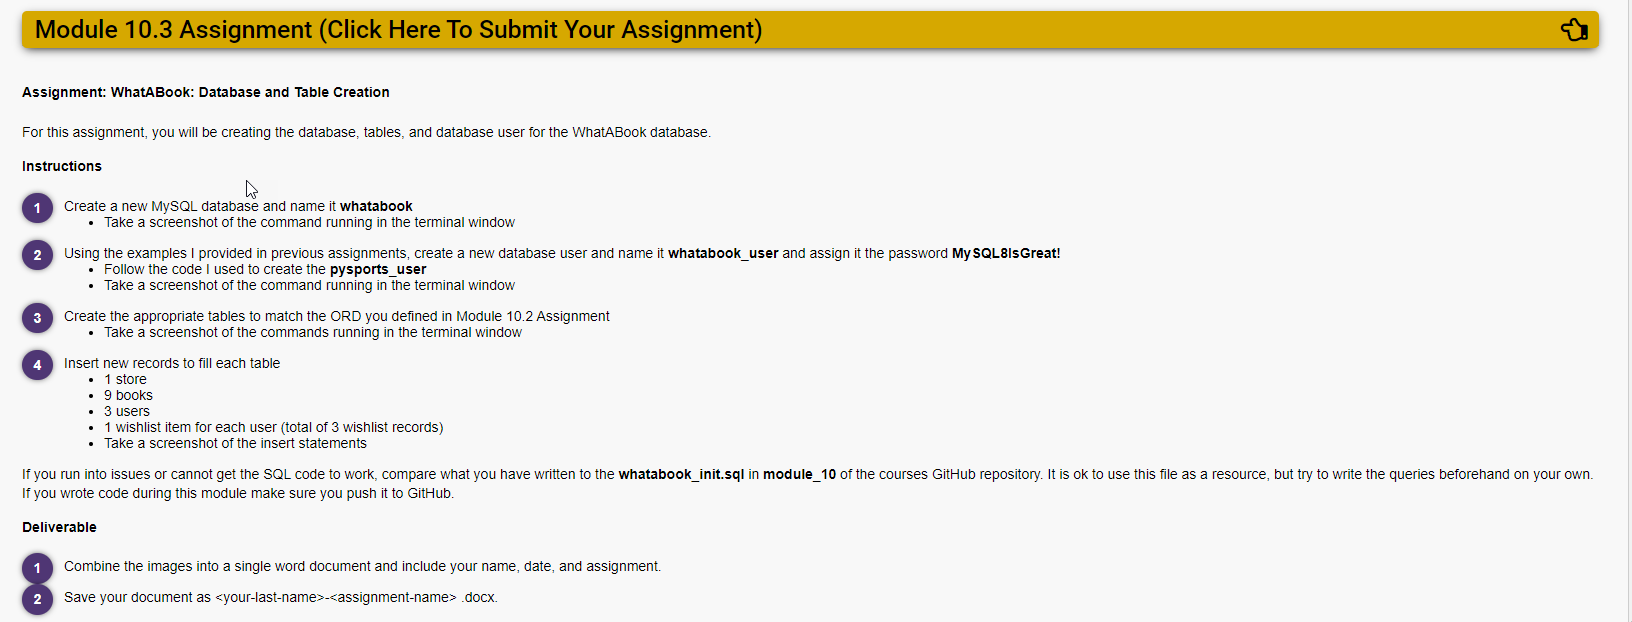 Module 10.3 Assignment (Click Here To Submit Your Assignment)
Assignment: WhatABook: Database and Table Creation
For this assignment, you will be creating the database, tables, and database user for the WhatABook database.
Instructions
1 Create a new MySQL database and name it whatabook
• Take a screenshot of the command running in the terminal window
2 Using the examples I provided in previous assignments, create a new database user and name it whatabook_user and assign it the password MySQL8IsGreat!
• Follow the code I used to create the pysports_user
• Take a screenshot of the command running in the terminal window
3 Create the appropriate tables to match the ORD you defined in Module 10.2 Assignment
• Take a screenshot of the commands running in the terminal window
4 Insert new records to fill each table
• 1 store
• 9 books
• 3 users
• 1 wishlist item for each user (total of 3 wishlist records)
• Take a screenshot of the insert statements
If you run into issues or cannot get the SQL code to work, compare what you have written to the whatabook_init.sql in module_10 of the courses GitHub repository. It is ok to use this file as a resource, but try to write the queries beforehand on your own.
If you wrote code during this module make sure you push it to GitHub.
Deliverable
1 Combine the images into a single word document and include your name, date, and assignment.
2 Save your document as <your-last-name>-<assignment-name> .docx.